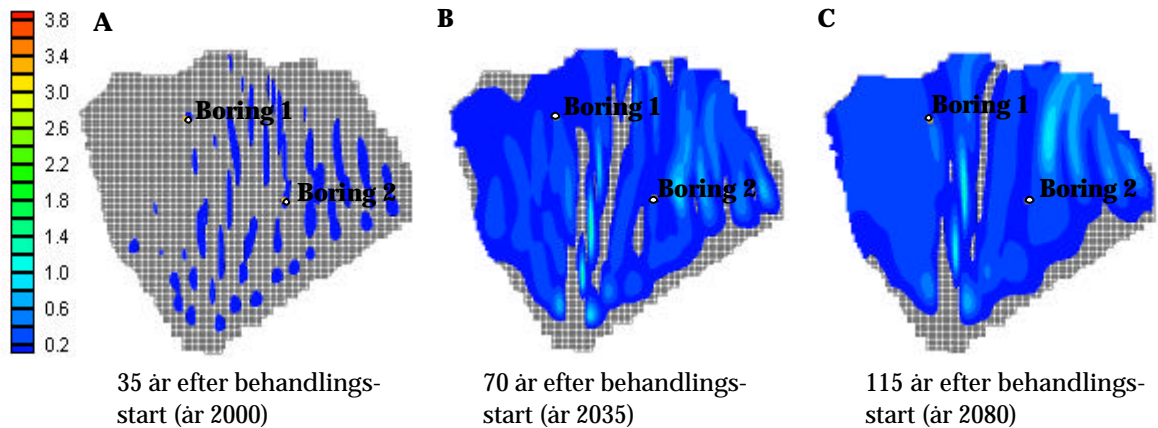 3.8
3.4
3.0
2.6
2.2
1.8
1.4
1.0
0.6
0.2
A
Boring 1
Boring 2
35 år efter behandlings-
start (år 2000)
B
Boring 1
Boring 2
70 år efter behandlings-
start (år 2035)
C
Boring 1
Boring 2
115 år efter behandlings-
start (år 2080)